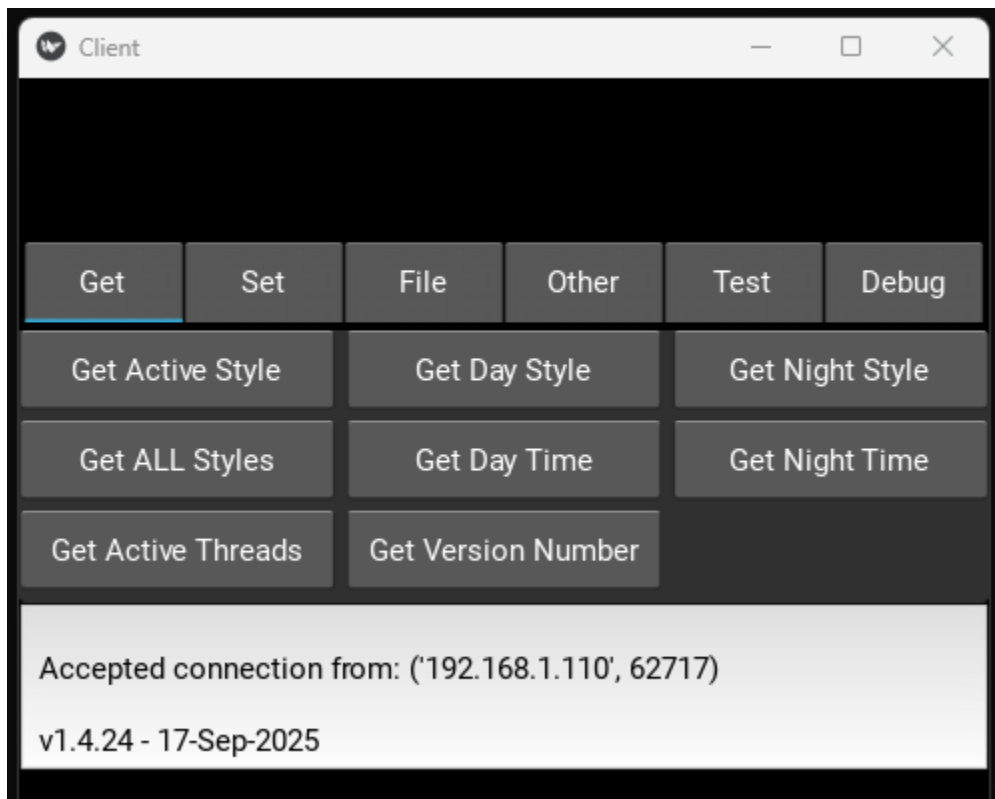 Client
Get Set File Other Test Debug
Get Active Style Get Day Style Get Night Style
Get ALL Styles Get Day Time Get Night Time
Get Active Threads Get Version Number
Accepted connection from: ('192.168.1.110', 62717)
v1.4.24 - 17-Sep-2025